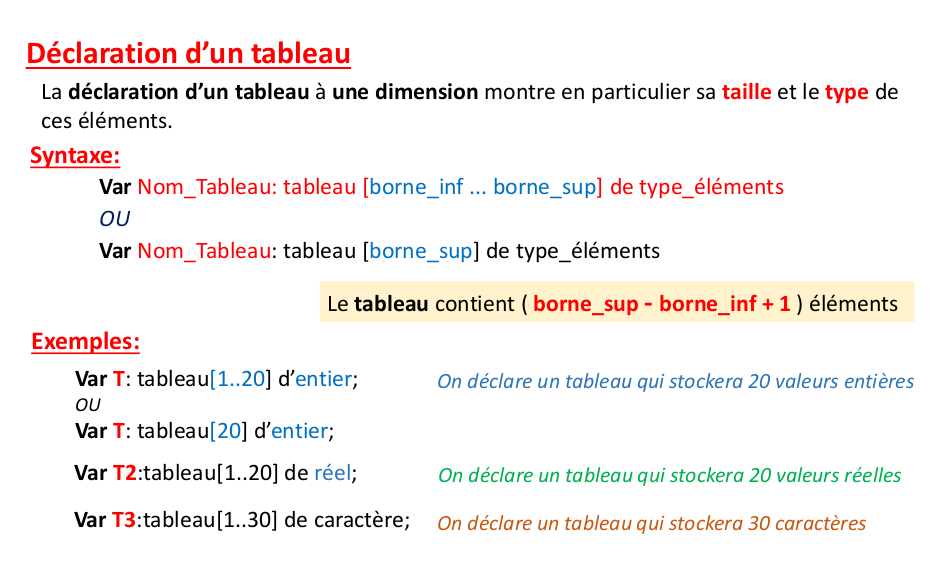 Déclaration d’un tableau
La déclaration d’un tableau à une dimension montre en particulier sa taille et le type de
ces éléments.
Syntaxe:
Var Nom_Tableau: tableau [borne_inf ... borne_sup] de type_éléments
OU
Var Nom_Tableau: tableau [borne_sup] de type_éléments
Le tableau contient ( borne_sup - borne_inf + 1 ) éléments
Exemples:
Var T: tableau[1..20] d’entier; On déclare un tableau qui stockera 20 valeurs entières
OU
Var T: tableau[20] d’entier;
Var T2:tableau[1..20] de réel; On déclare un tableau qui stockera 20 valeurs réelles
Var T3:tableau[1..30] de caractère; On déclare un tableau qui stockera 30 caractères